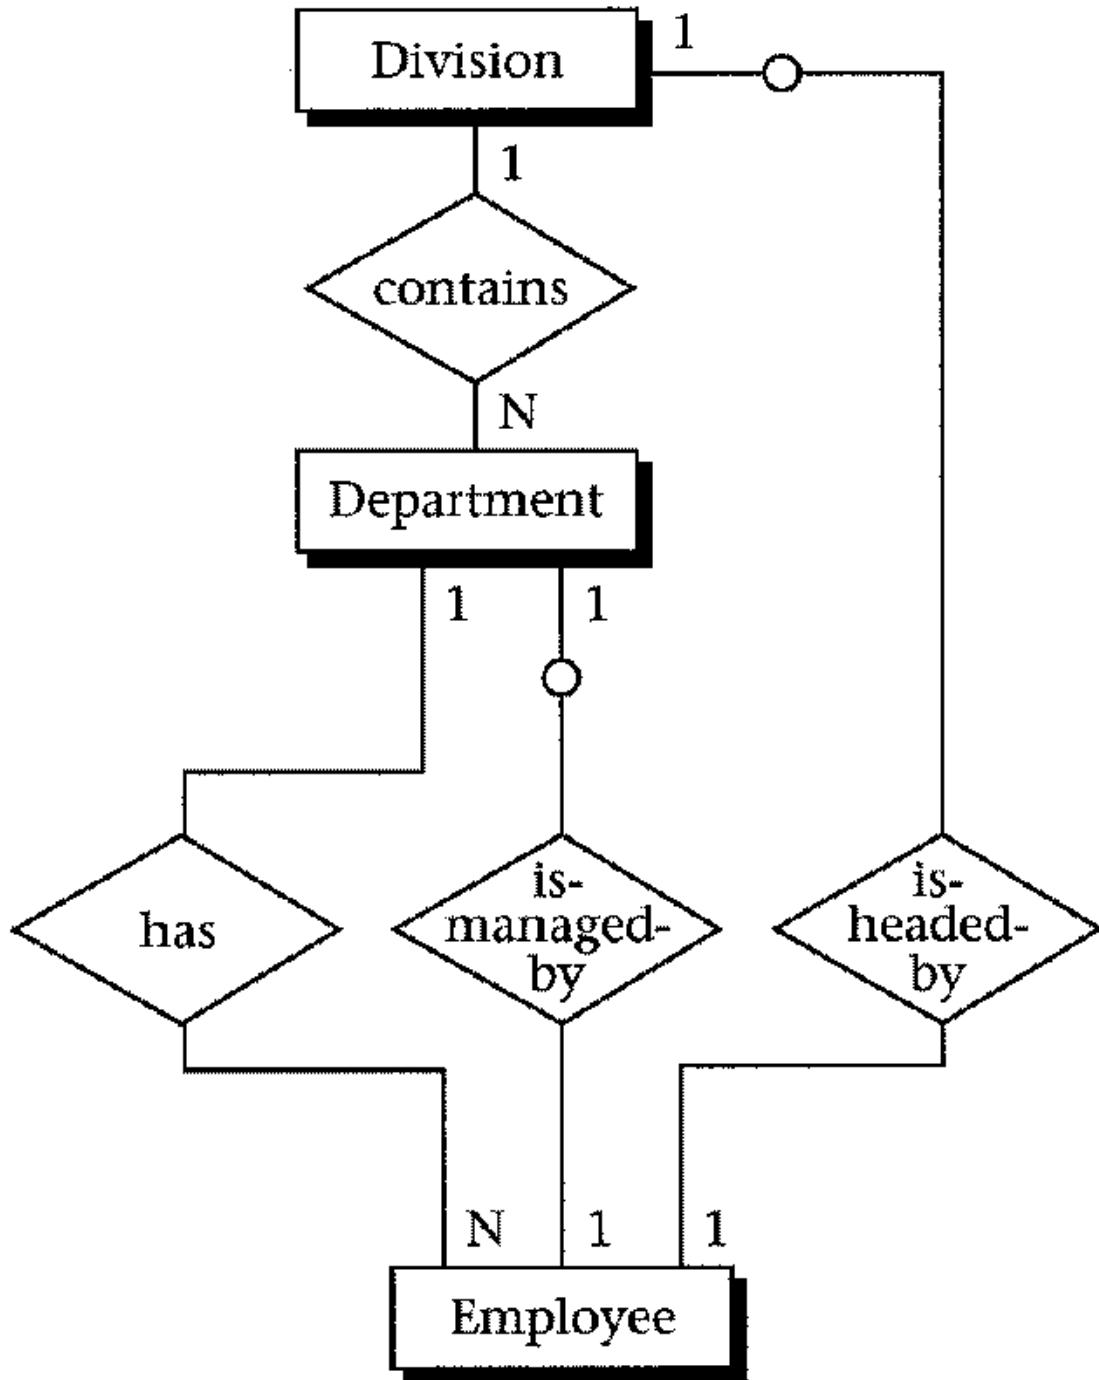 Division
1
1
contains
N
Department
1
1
has
is-
managed-
by
is-
headed-
by
N
1
1
Employee